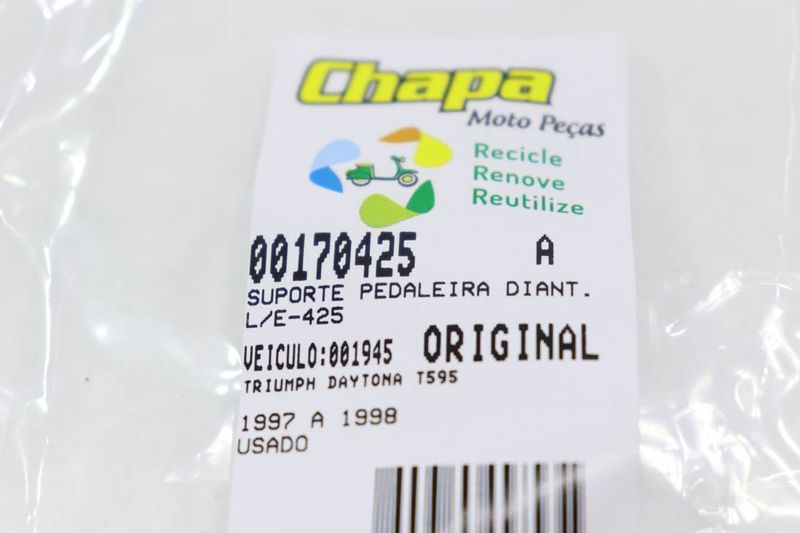 Chapa
Moto Peças
Recicle
Renove
Reutilize
00170425 A
SUPORTE PEDALEIRA DIANT.
L/E-425
VEICULO:001945 ORIGINAL
TRIUMPH DAYTONA T595
1997 A 1998
USADO